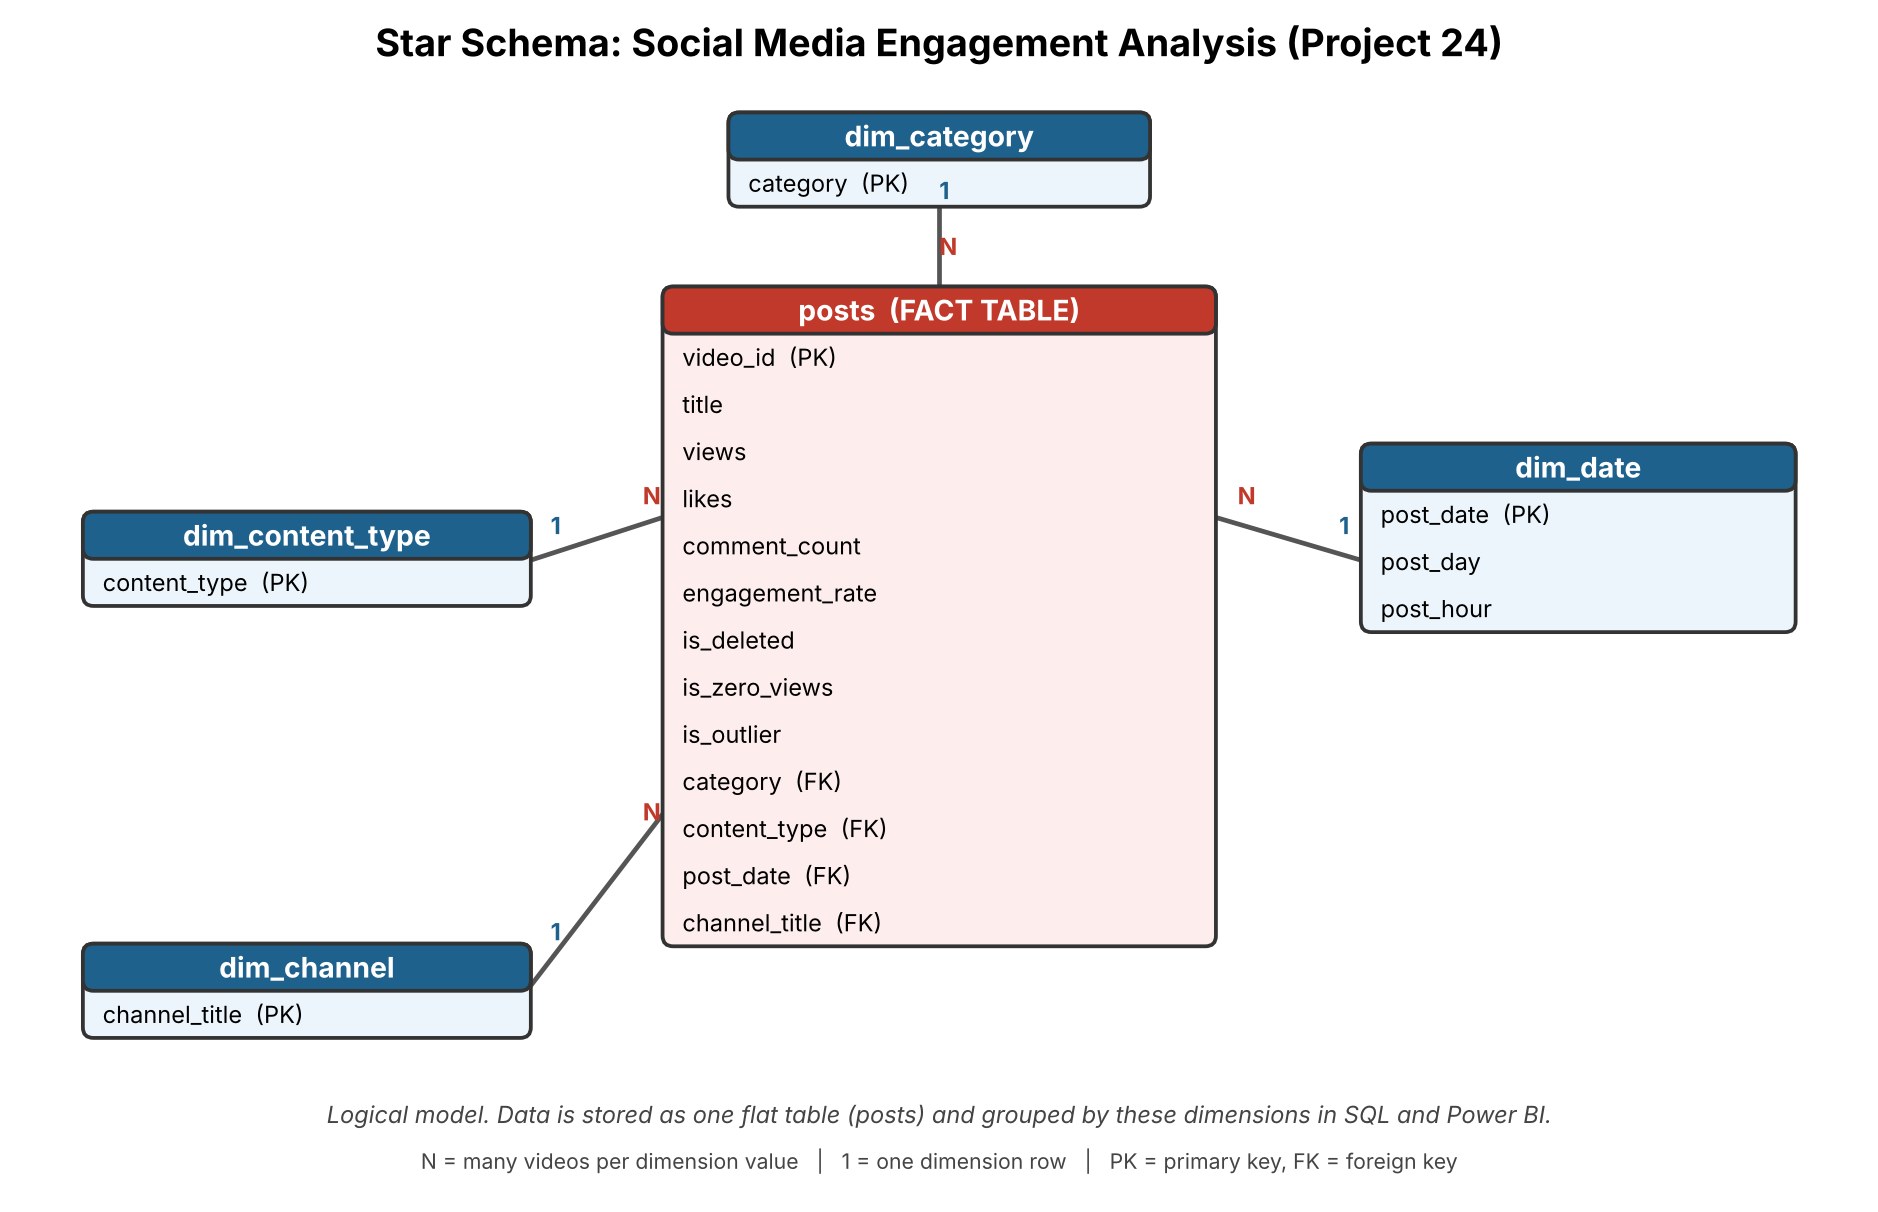 Star Schema: Social Media Engagement Analysis (Project 24)
dim_category
category (PK)
1
N
posts (FACT TABLE)
video_id (PK)
title
views
likes
comment_count
engagement_rate
is_deleted
is_zero_views
is_outlier
category (FK)
content_type (FK)
post_date (FK)
channel_title (FK)
N
1
dim_content_type
content_type (PK)
N
1
dim_date
post_date (PK)
post_day
post_hour
N
1
dim_channel
channel_title (PK)
Logical model. Data is stored as one flat table (posts) and grouped by these dimensions in SQL and Power BI.
N = many videos per dimension value | 1 = one dimension row | PK = primary key, FK = foreign key